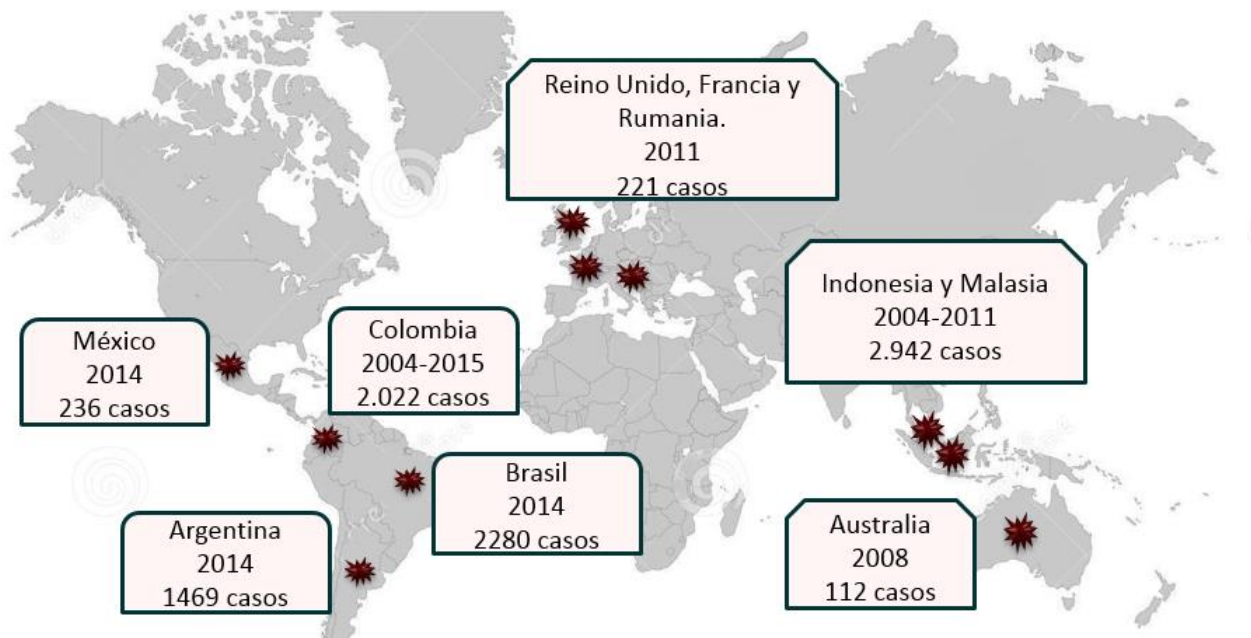 Reino Unido, Francia y
Rumania.
2011
221 casos
Indonesia y Malasia
2004-2011
2.942 casos
México
2014
236 casos
Colombia
2004-2015
2.022 casos
Brasil
2014
2280 casos
Argentina
2014
1469 casos
Australia
2008
112 casos